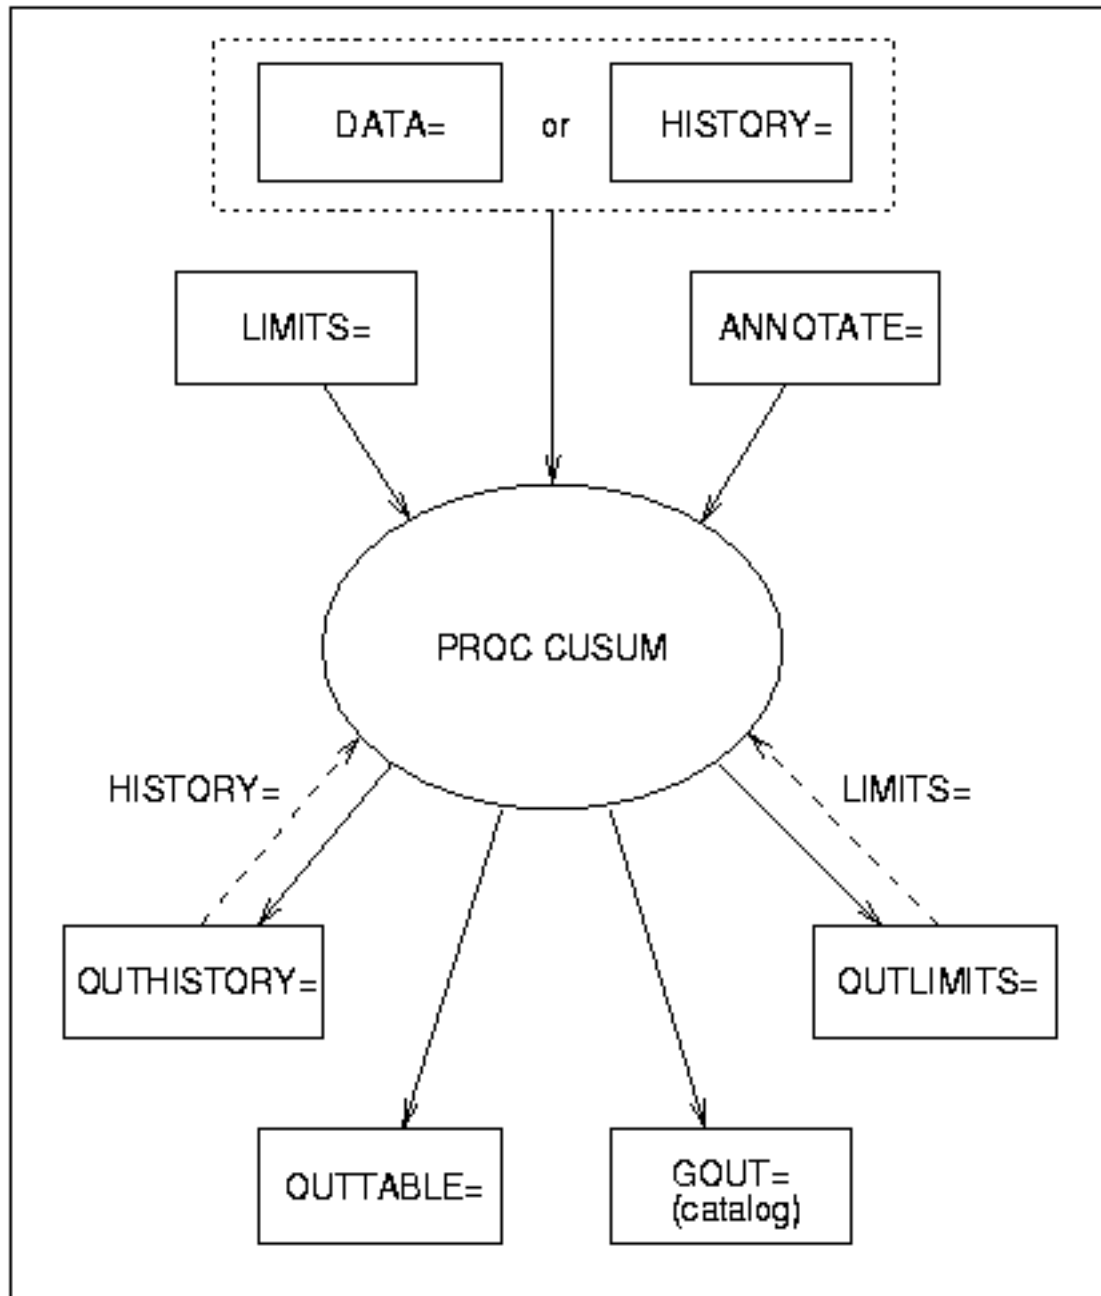 DATA= or HISTORY=
LIMITS=
ANNOTATE=
PROC CUSUM
HISTORY=
LIMITS=
OUTHISTORY=
OUTLIMITS=
OUTTABLE=
GOUT=
(catalog)